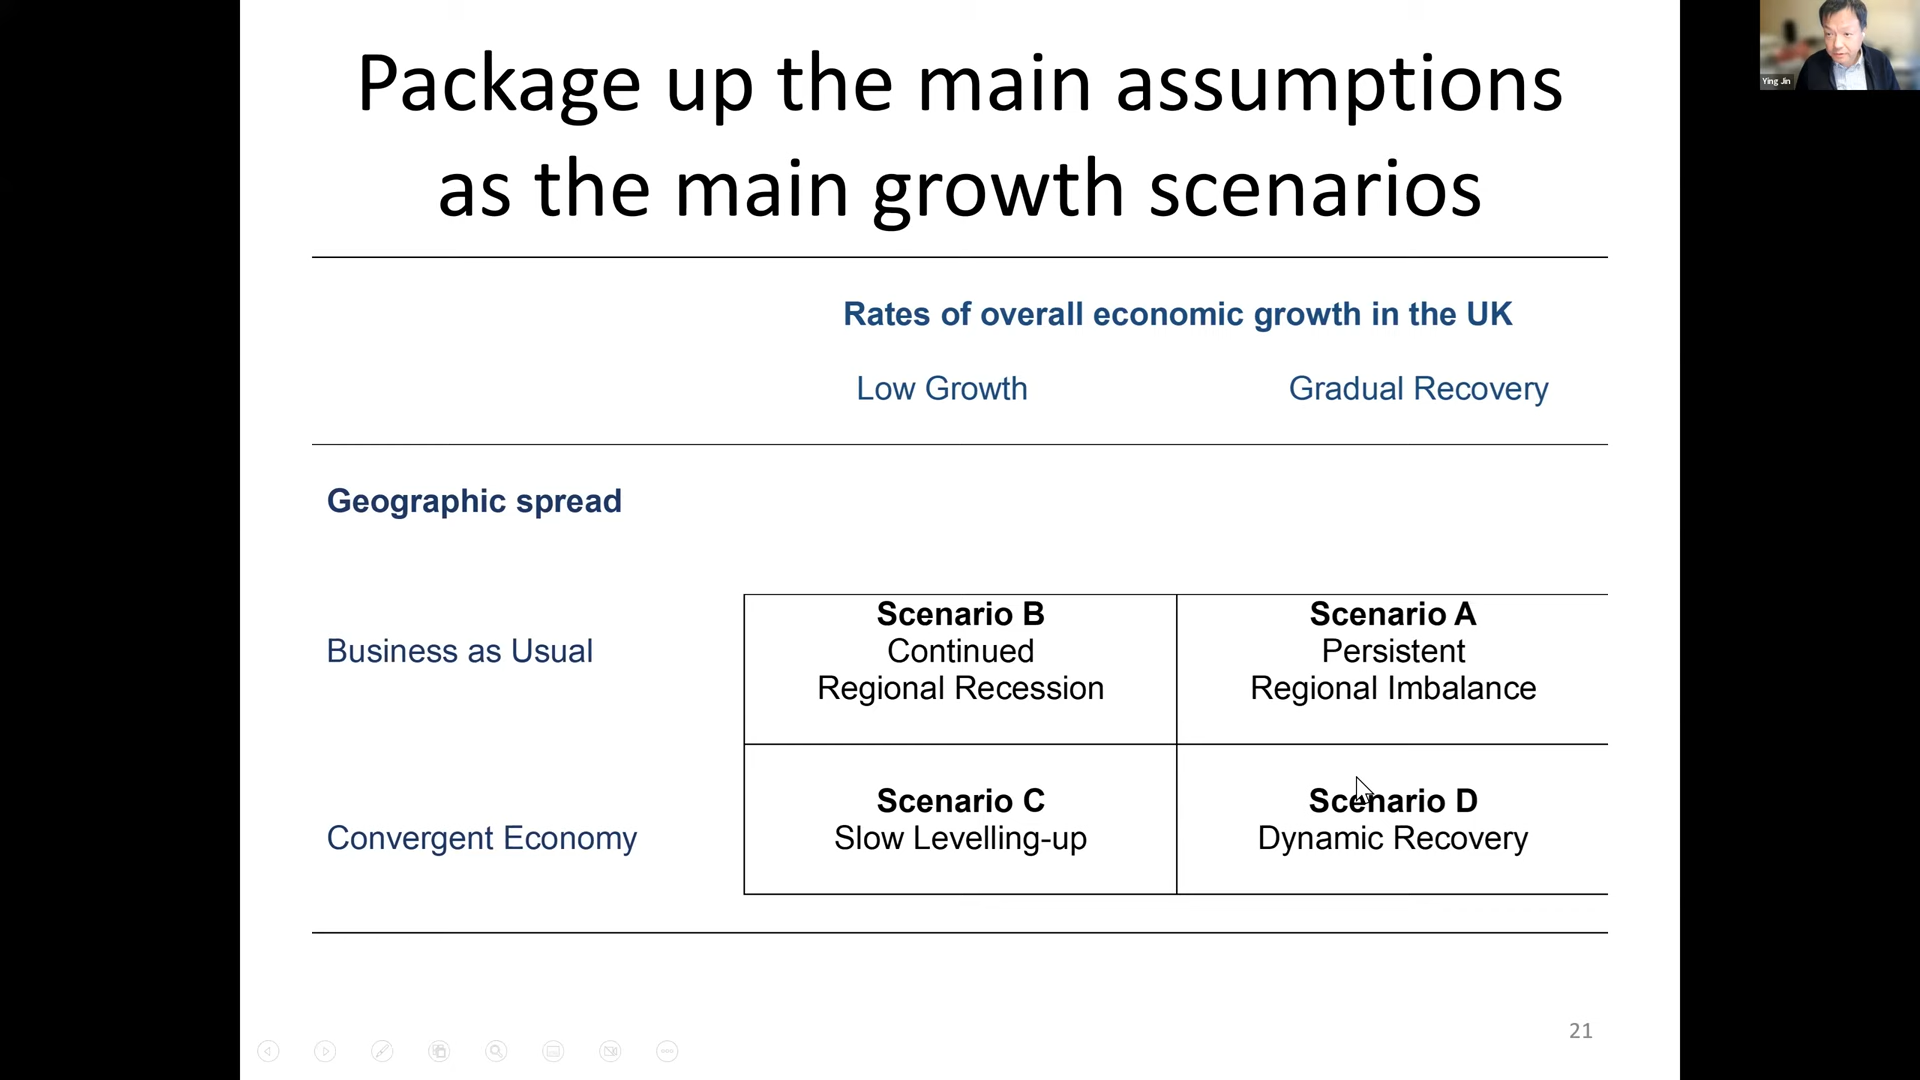 Package up the main assumptions
as the main growth scenarios
Ying Jin
Rates of overall economic growth in the UK
Low Growth
Gradual Recovery
Geographic spread
Business as Usual
Scenario B
Continued
Regional Recession
Scenario A
Persistent
Regional Imbalance
Convergent Economy
Scenario C
Slow Levelling-up
Scenario D
Dynamic Recovery
21